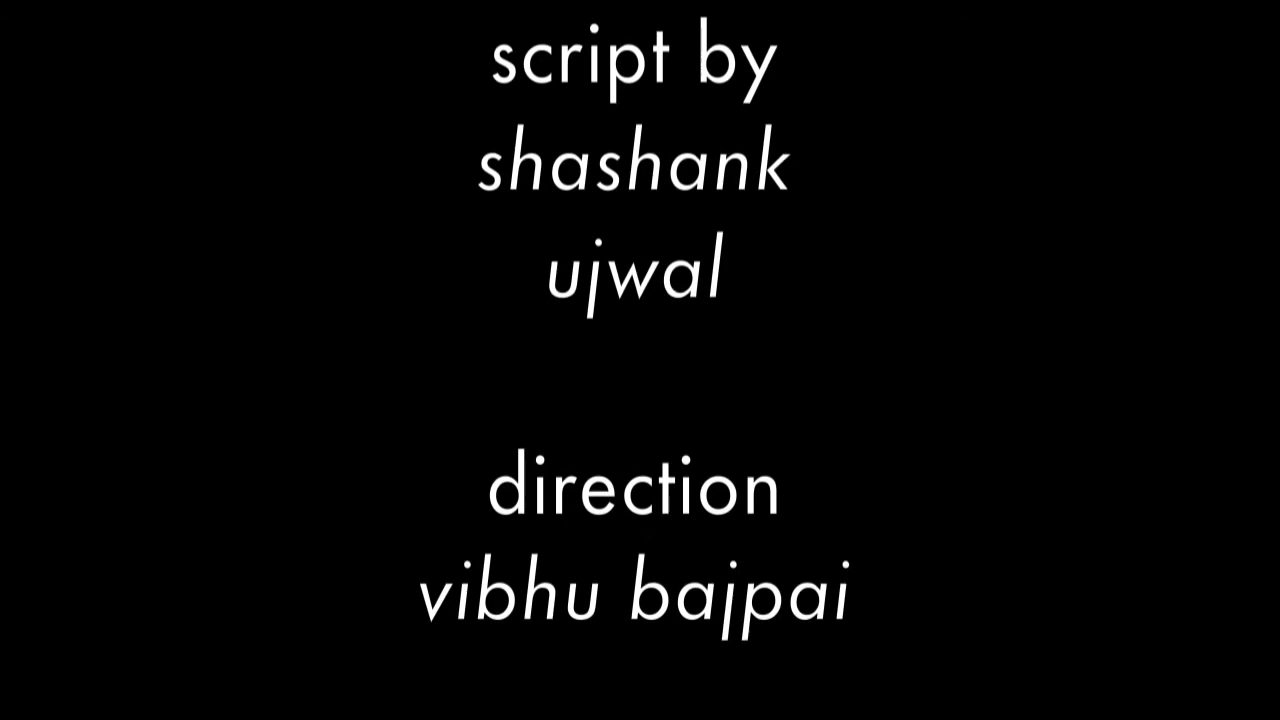 script by
shashank
ujwal
direction
vibhu bajpai